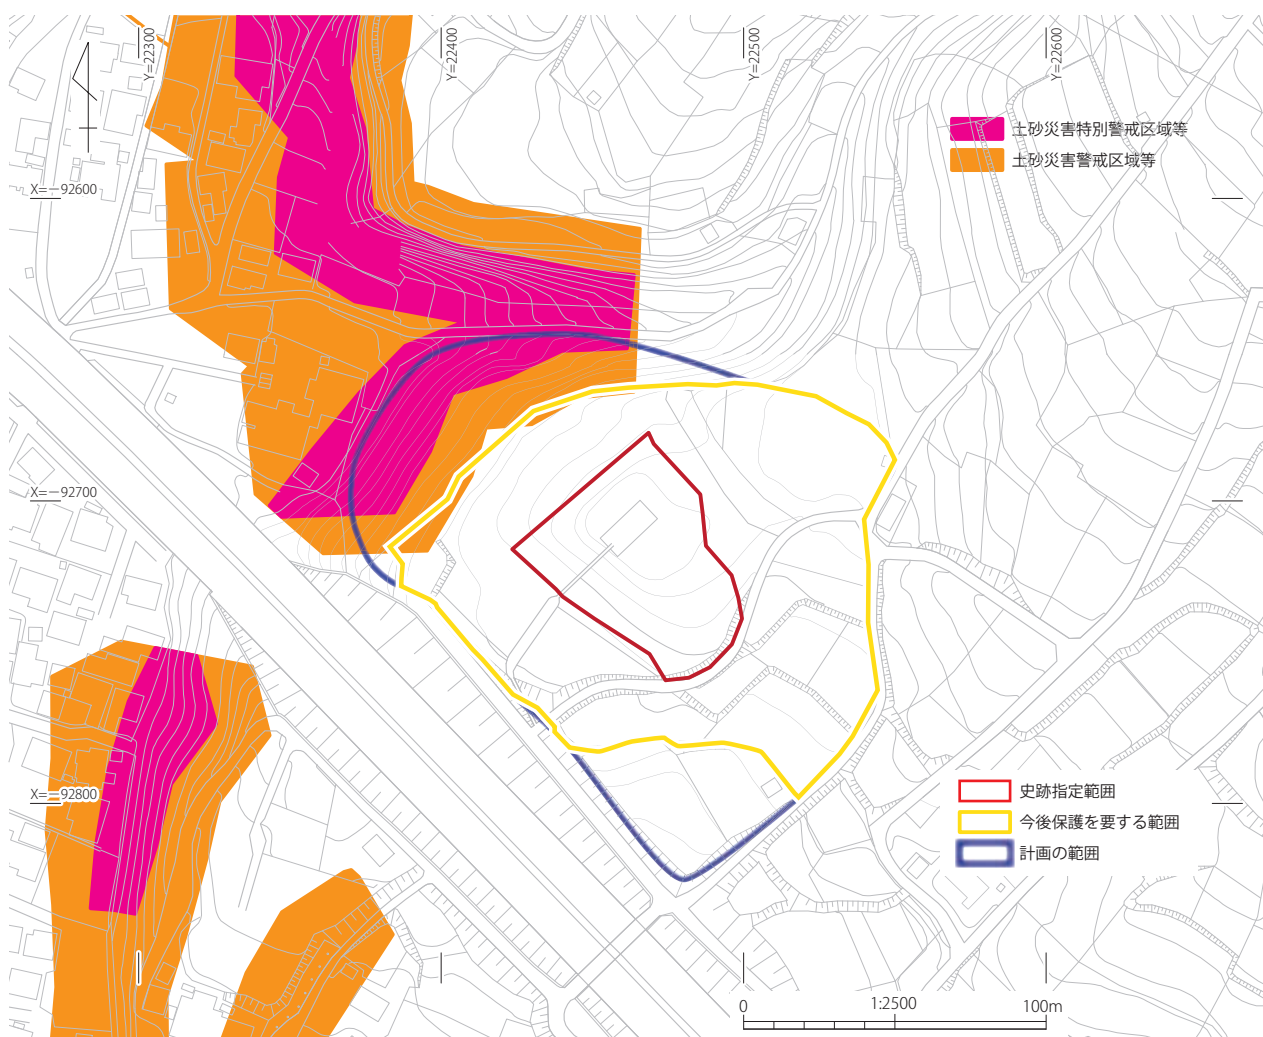 Y=22300
Y=22400
Y=22500
Y=22600
土砂災害特別警戒区域等
土砂災害警戒区域等
X=－92600
X=－92700
X=－92800
史跡指定範囲
今後保護を要する範囲
計画の範囲
0 1:2500 100m